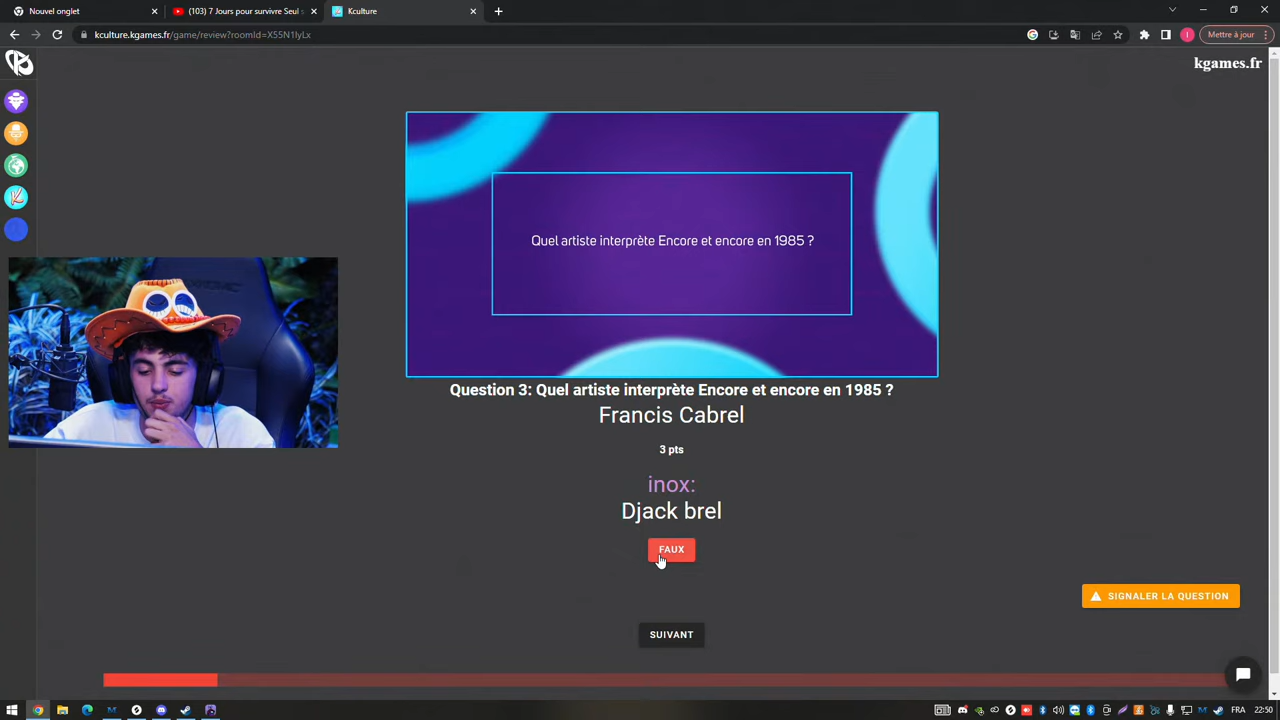 Nouvel onglet
(103) 7 Jours pour survivre Seul s
Kculture
kculture.kgames.fr/game/review?roomId=X55N1lyLx
I
Mettre à jour
kgames.fr
Quel artiste interprète Encore et encore en 1985 ?
Question 3: Quel artiste interprète Encore et encore en 1985 ?
Francis Cabrel
3 pts
inox:
Djack brel
FAUX
SIGNALER LA QUESTION
SUIVANT
FRA
22:50